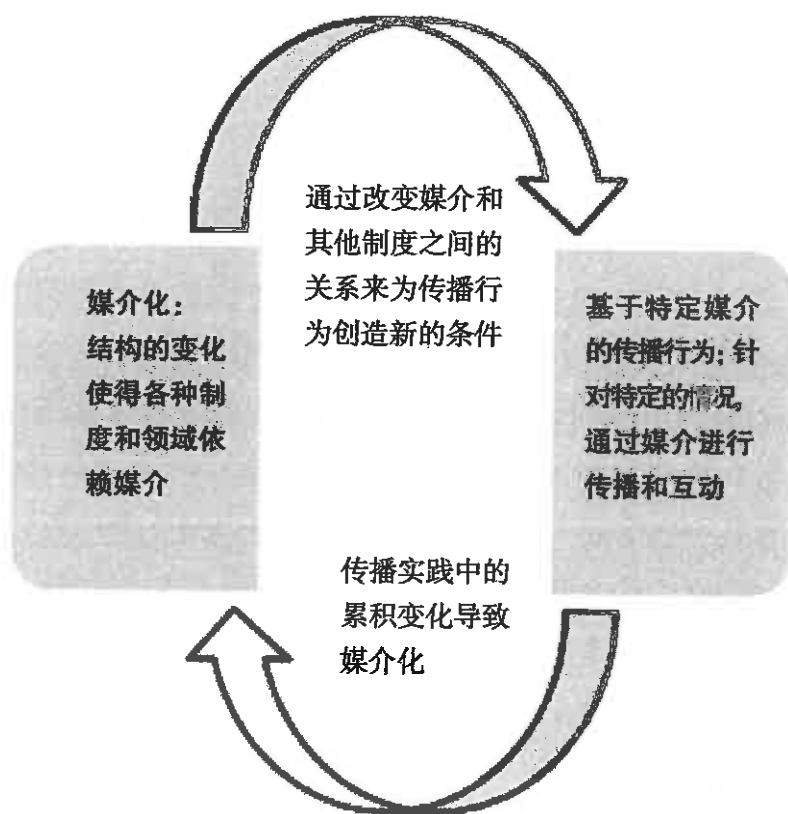 通过改变媒介和
其他制度之间的
关系来为传播行
为创造新的条件
媒介化：
结构的变化
使得各种制
度和领域依
赖媒介
基于特定媒介
的传播行为；针
对特定的情况，
通过媒介进行
传播和互动
传播实践中的
累积变化导致
媒介化